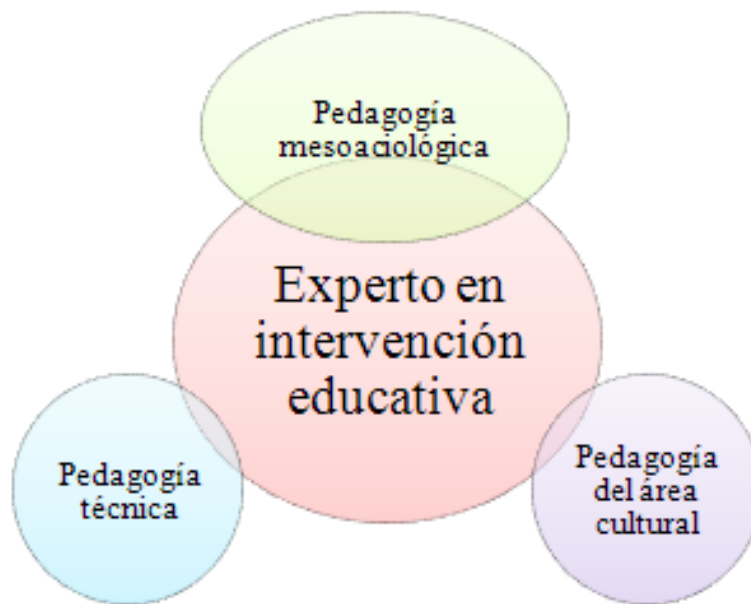 Pedagogía
mesoaciológica
Experto en
intervención
educativa
Pedagogía
técnica
Pedagogía
del área
cultural